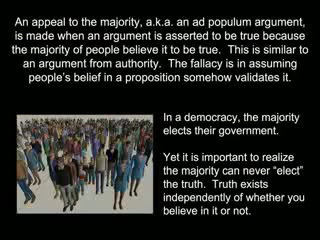 An appeal to the majority, a.k.a. an ad populum argument,
is made when an argument is asserted to be true because
the majority of people believe it to be true.  This is similar to
an argument from authority.  The fallacy is in assuming
people's belief in a proposition somehow validates it.
In a democracy, the majority
elects their government.
Yet it is important to realize
the majority can never “elect”
the truth.  Truth exists
independently of whether you
believe in it or not.